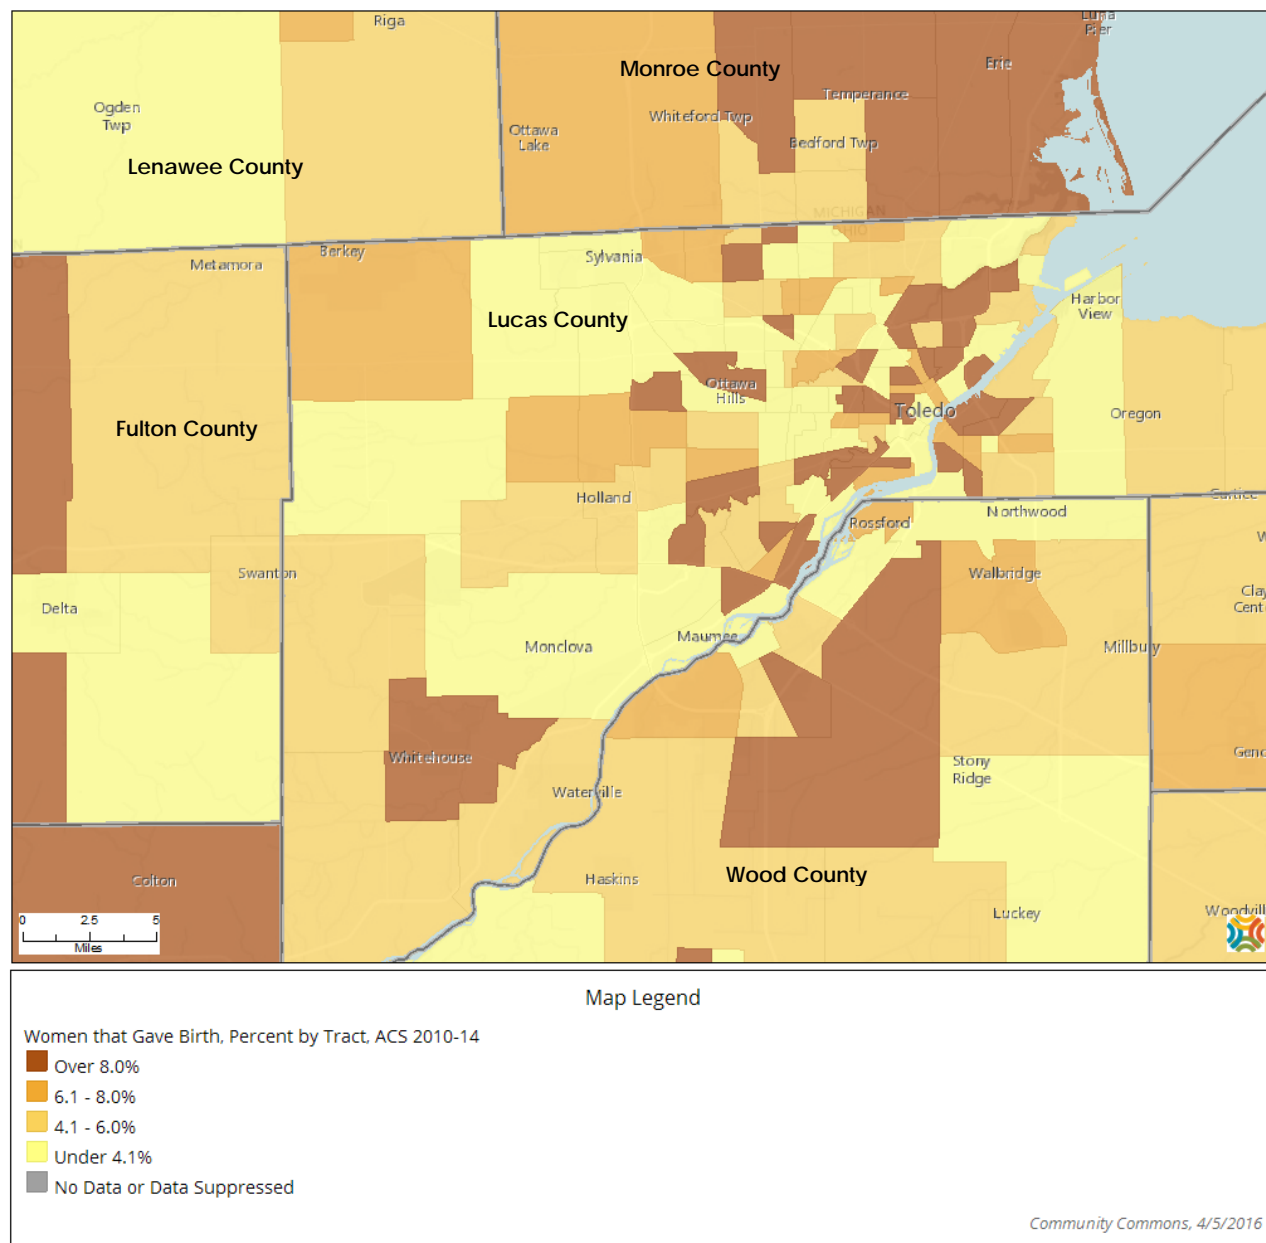 Riga
Luna
Pier
Monroe County
Erie
Temperance
Ogden
Twp
Whiteford Twp
Ottawa
Lake
Bedford Twp
Lenawee County
MICHIGAN
OHIO
Berkey
Sylvania
Metamora
Harbor
View
Lucas County
Ottawa
Hills
Toledo
Oregon
Fulton County
Holland
Curtice
Northwood
Rossford
Swanton
Walbridge
Clay
Delta
Maumee
Monclova
Millbury
Whitehouse
Stony
Ridge
Waterville
Wood County
Haskins
Colton
Luckey
0 2.5 5
Miles
Map Legend
Women that Gave Birth, Percent by Tract, ACS 2010-14
Over 8.0%
6.1 - 8.0%
4.1 - 6.0%
Under 4.1%
No Data or Data Suppressed
Community Commons, 4/5/2016